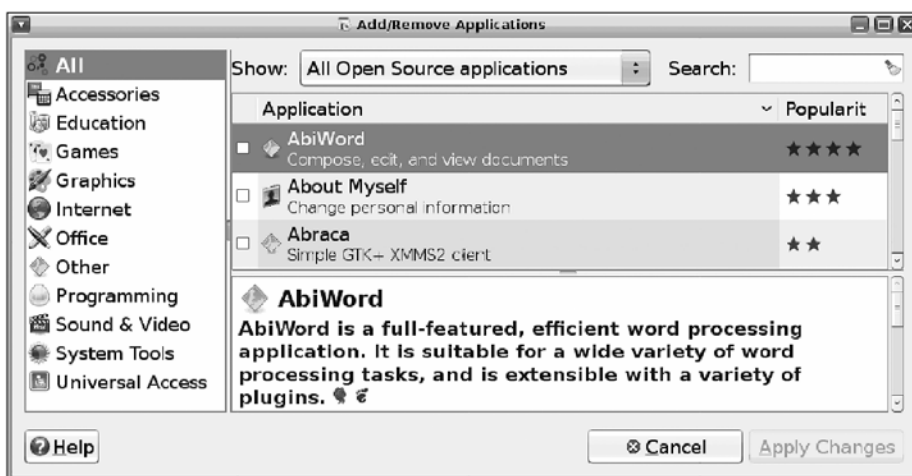 Add/Remove Applications
All
Accessories
Education
Games
Graphics
Internet
Office
Other
Programming
Sound & Video
System Tools
Universal Access
Show: All Open Source applications Search:
Application Popularit
AbiWord
Compose, edit, and view documents
About Myself
Change personal information
Abraca
Simple GTK+ XMMS2 client
AbiWord
AbiWord is a full-featured, efficient word processing
application. It is suitable for a wide variety of word
processing tasks, and is extensible with a variety of
plugins.
Help Cancel Apply Changes